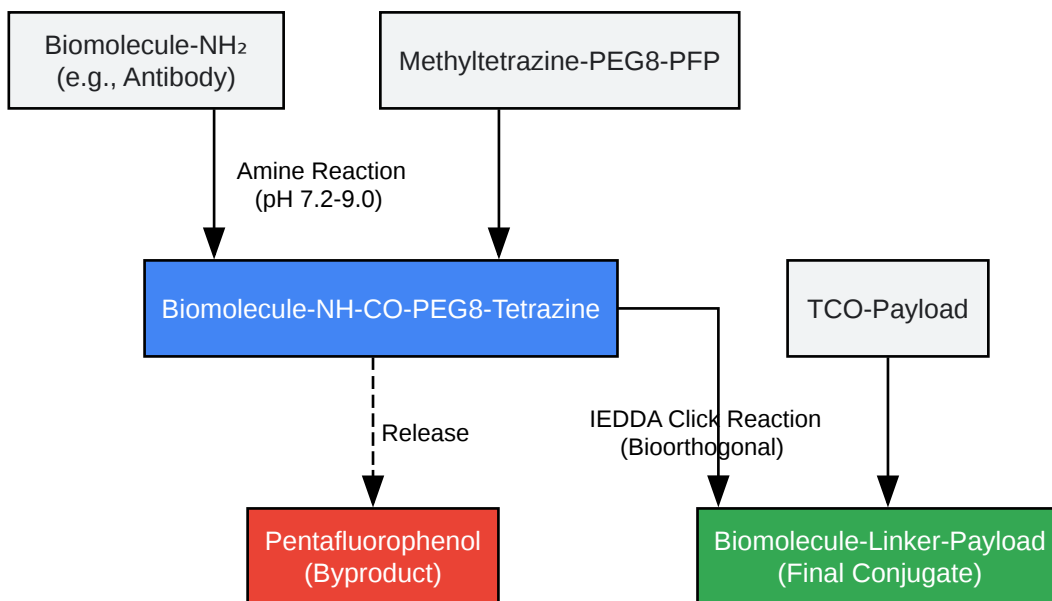 Biomolecule-NH₂
(e.g., Antibody)
Methyltetrazine-PEG8-PFP
Amine Reaction
(pH 7.2-9.0)
Biomolecule-NH-CO-PEG8-Tetrazine
TCO-Payload
Release
IEDDA Click Reaction
(Bioorthogonal)
Pentafluorophenol
(Byproduct)
Biomolecule-Linker-Payload
(Final Conjugate)